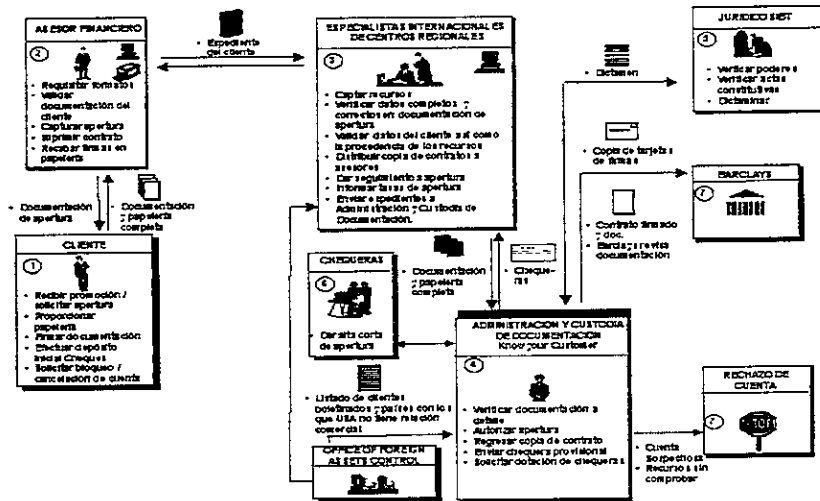 ASESOR FINANCIERO
2
• Requisitar formatos
• Validar
documentación del
cliente
• Capturar apertura
• Imprimir contrato
• Recabar firmas en
papelería
• Expediente
del cliente
ESPECIALISTAS INTERNACIONALES
DE CENTROS REGIONALES
3
• Captar recursos
• Verificar datos completos y
correctos en documentación de
apertura
• Validar datos del cliente así como
la procedencia de los recursos
• Distribuir copia de contratos a
asesores
• Dar seguimiento a apertura
• Informar tasas de apertura
• Enviar expedientes a
Administración y Custodia de
Documentación.
JURIDICO
• Verificar poderes
• Verificar actas
constitutivas
• Dictaminar
• Dictamen
• Copia de tarjetas
de firmas
BARCLAYS
• Contrato firmado
y doc.
• Barclays revisa
documentación
• Documentación
de apertura
• Documentación
y papelería
completa
CLIENTE
1
• Recibir promoción /
solicitar apertura
• Proporcionar
papelería
• Firmar documentación
• Efectuar depósito
inicial Cheques
• Solicitar bloqueo /
cancelación de cuenta
CHEQUERAS
6
• de apertura
• Documentación
y papelería
completa
• Cheque-
ras
ADMINISTRACION Y CUSTODIA
DE DOCUMENTACION
Know your Customer
4
• Verificar documentación a
detalle
• Autorizar apertura
• Regresar copia de contrato
• Enviar chequera provisional
• Solicitar dotación de chequeras
• Listado de clientes
boletinados y países con los
que USA no tiene relación
comercial
OFFICE OF FOREIGN
ASSETS CONTROL
RECHAZO DE
CUENTA
• Cuenta
Sospechosa
• Recursos sin
comprobar